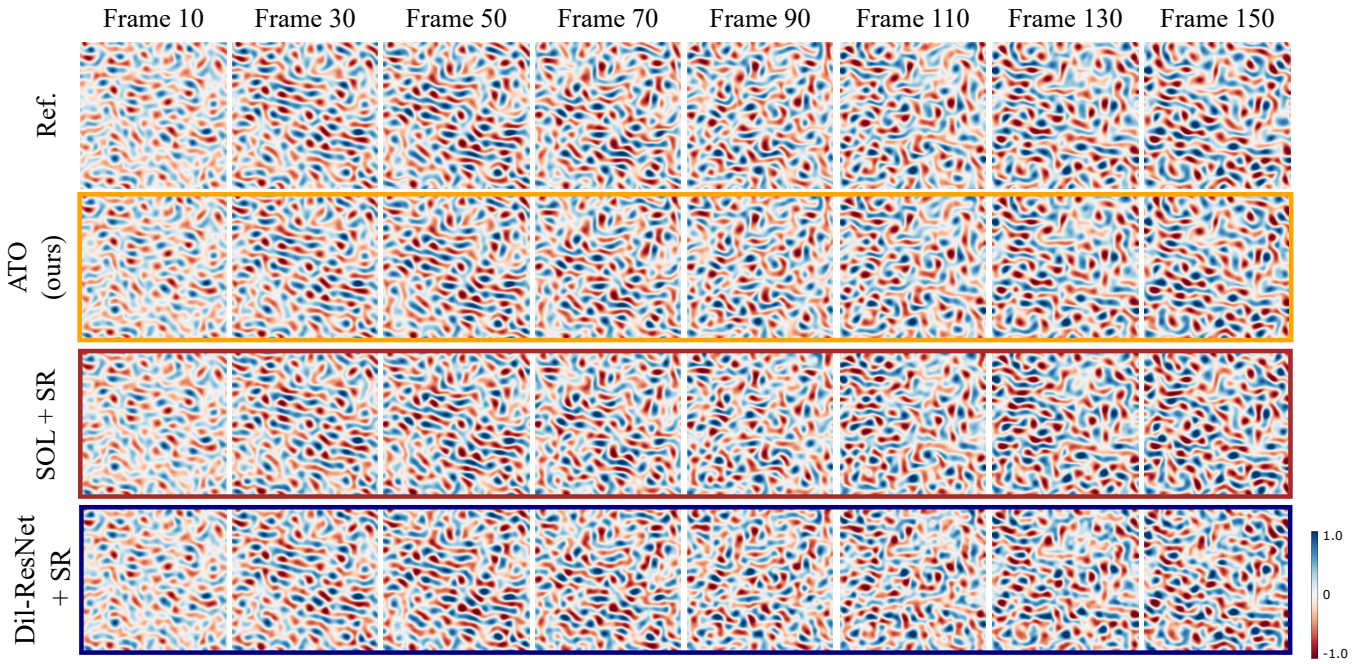 Frame 10 Frame 30 Frame 50 Frame 70 Frame 90 Frame 110 Frame 130 Frame 150
Ref.
ATO
(ours)
SOL + SR
Dil-ResNet
+ SR
1.0
0
-1.0